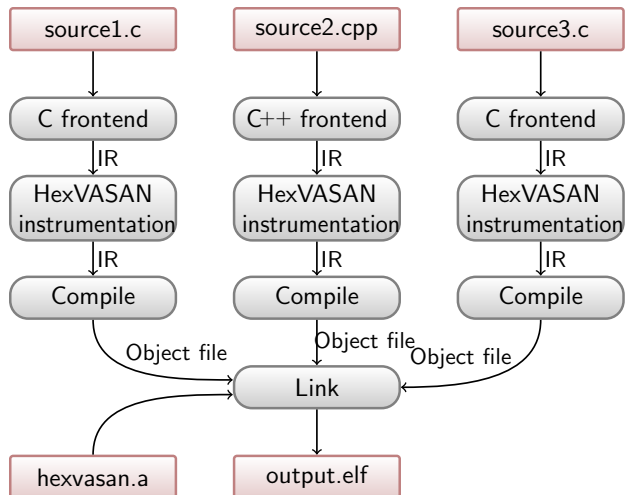 source1.c
source2.cpp
source3.c
C frontend
C++ frontend
C frontend
IR
IR
IR
HexVASAN
instrumentation
HexVASAN
instrumentation
HexVASAN
instrumentation
IR
IR
IR
Compile
Compile
Compile
Object file
Object file
Object file
Link
hexvasan.a
output.elf